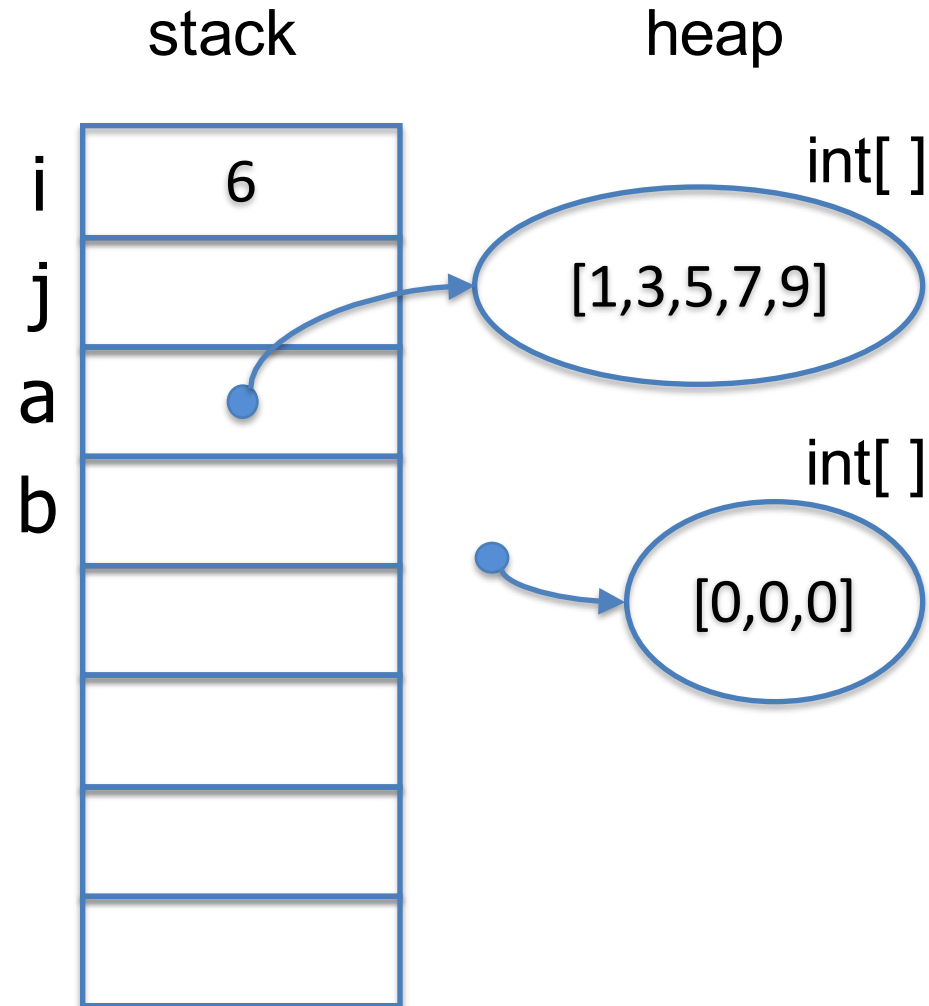 stack heap
int[ ]
i 6
j [1,3,5,7,9]
a
int[ ]
b
[0,0,0]